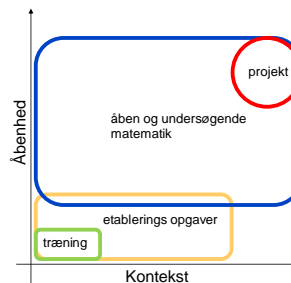 Åbenhed
projekt
åben og undersøgende
matematik
etablerings opgaver
træning
Kontekst